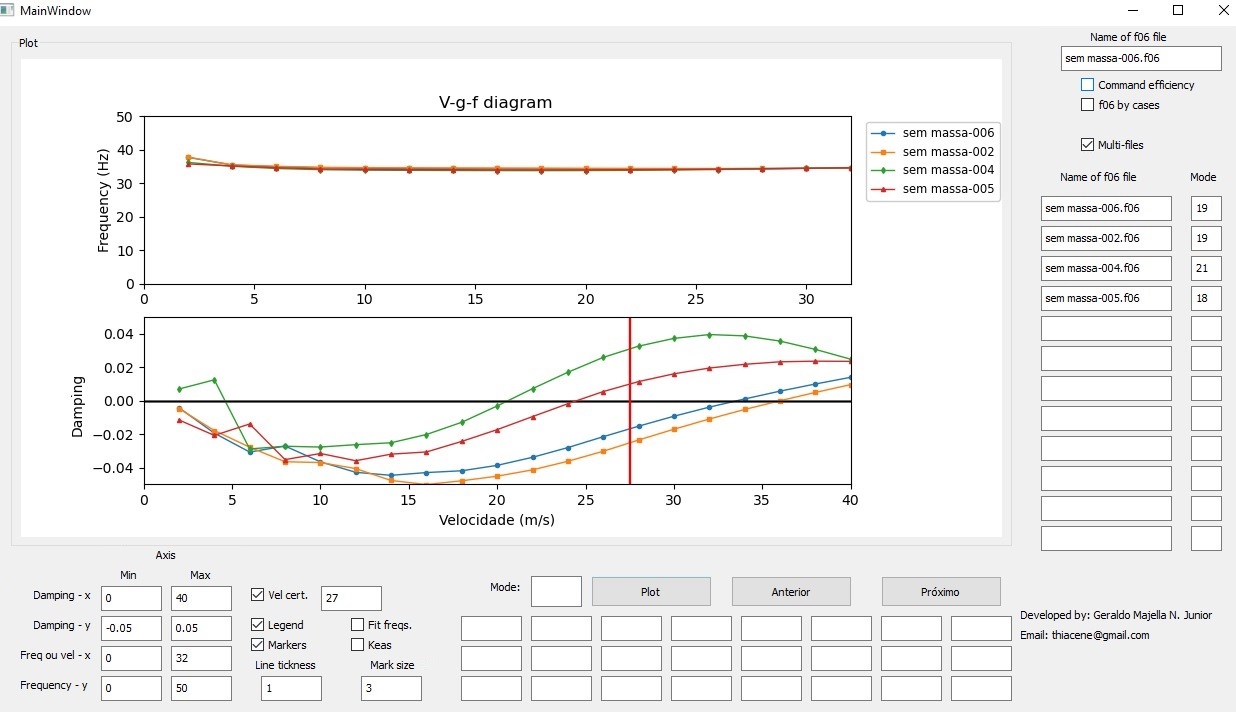 MainWindow
Plot
V-g-f diagram
50
40
30
20
10
0
Frequency (Hz)
0 5 10 15 20 25 30
sem massa-006
sem massa-002
sem massa-004
sem massa-005
0.04
0.02
0.00
−0.02
−0.04
Damping
0 5 10 15 20 25 30 35 40
Velocidade (m/s)
Name of f06 file
sem massa-006.f06
Command efficiency
f06 by cases
Multi-files
Name of f06 file Mode
sem massa-006.f06 19
sem massa-002.f06 19
sem massa-004.f06 21
sem massa-005.f06 18
Axis
Min Max
Damping - x 0 40
Damping - y -0.05 0.05
Freq ou vel - x 0 32
Frequency - y 0 50
Vel cert. 27
Legend Fit freqs.
Markers Keas
Line tickness Mark size
1 3
Mode: Plot Anterior Próximo
Developed by: Geraldo Majella N. Junior
Email: thiacene@gmail.com